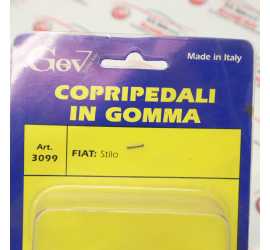 Gev
Made in Italy
COPRIPEDALI
IN GOMMA
Art.
3099
FIAT: Stilo